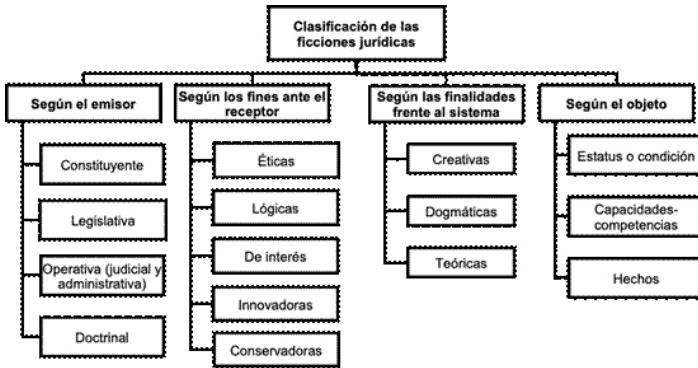 Clasificación de las
ficciones jurídicas
Según el emisor
Constituyente
Legislativa
Operativa (judicial y
administrativa)
Doctrinal
Según los fines ante el
receptor
Éticas
Lógicas
De interés
Innovadoras
Conservadoras
Según las finalidades
frente al sistema
Creativas
Dogmáticas
Teóricas
Según el objeto
Estatus o condición
Capacidades-
competencias
Hechos